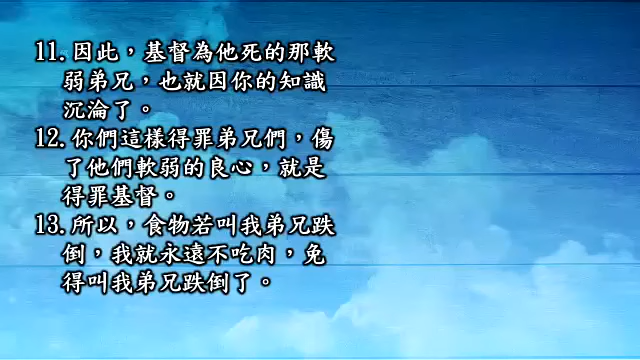 11.因此，基督為他死的那軟
弱弟兄，也就因你的知識
沉淪了。
12.你們這樣得罪弟兄們，傷
了他們軟弱的良心，就是
得罪基督。
13.所以，食物若叫我弟兄跌
倒，我就永遠不吃肉，免
得叫我弟兄跌倒了。